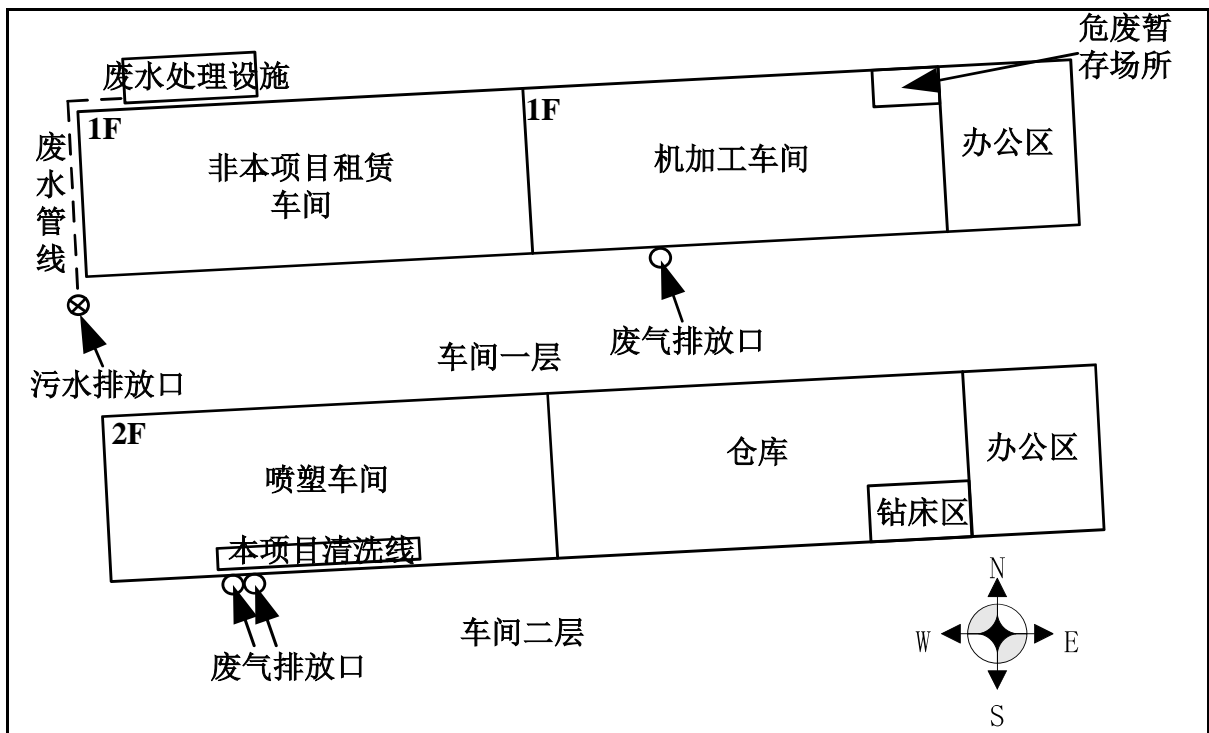 危废暂
存场所
废水处理设施
1F
1F
废水管线
非本项目租赁
车间
机加工车间
办公区
废气排放口
车间一层
污水排放口
2F
喷塑车间
仓库
办公区
钻床区
本项目清洗线
车间二层
废气排放口
N
W
E
S